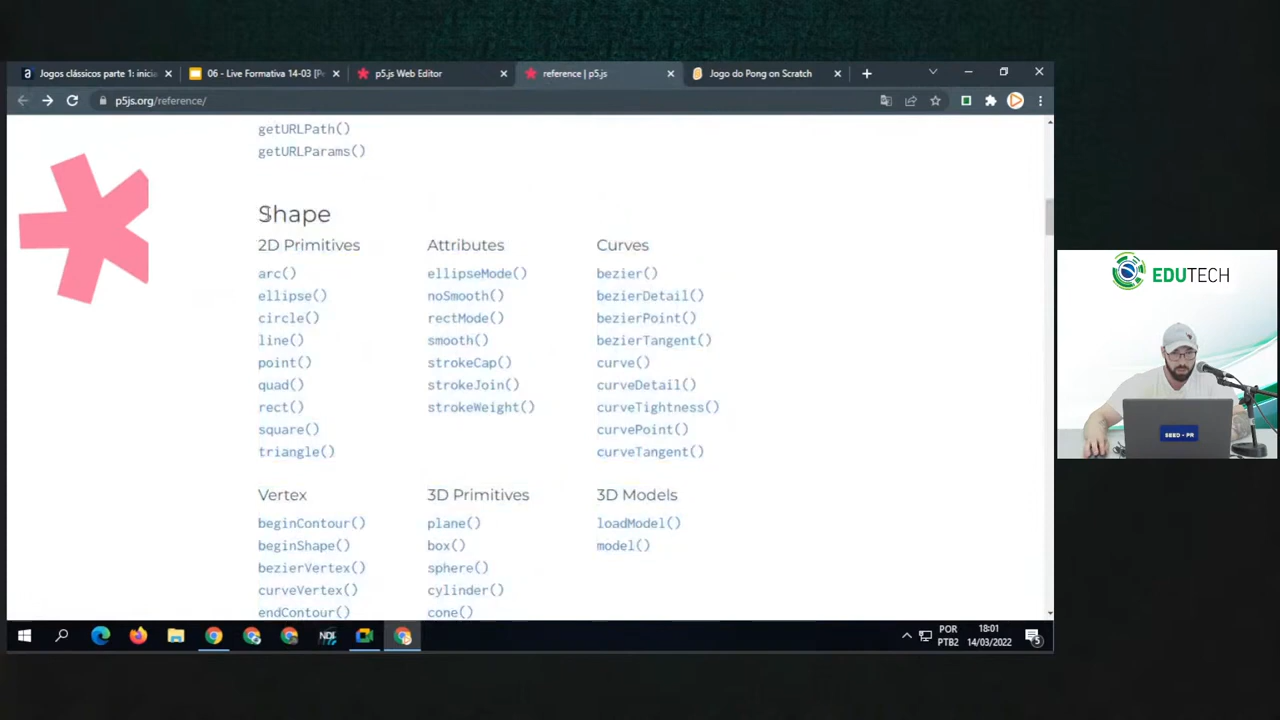 Jogos clássicos parte 1: inicia
06 - Live Formativa 14-03 [P
p5.js Web Editor
reference | p5.js
Jogo do Pong on Scratch
p5js.org/reference/
getURLPath()
getURLParams()
Shape
2D Primitives
arc()
ellipse()
circle()
line()
point()
quad()
rect()
square()
triangle()
Attributes
ellipseMode()
noSmooth()
rectMode()
smooth()
strokeCap()
strokeJoin()
strokeWeight()
Curves
bezier()
bezierDetail()
bezierPoint()
bezierTangent()
curve()
curveDetail()
curveTightness()
curvePoint()
curveTangent()
Vertex
beginContour()
beginShape()
bezierVertex()
curveVertex()
endContour()
3D Primitives
plane()
box()
sphere()
cylinder()
cone()
3D Models
loadModel()
model()
EDUTECH
SEED - PR
NDI
POR
PTB2
18:01
14/03/2022
5